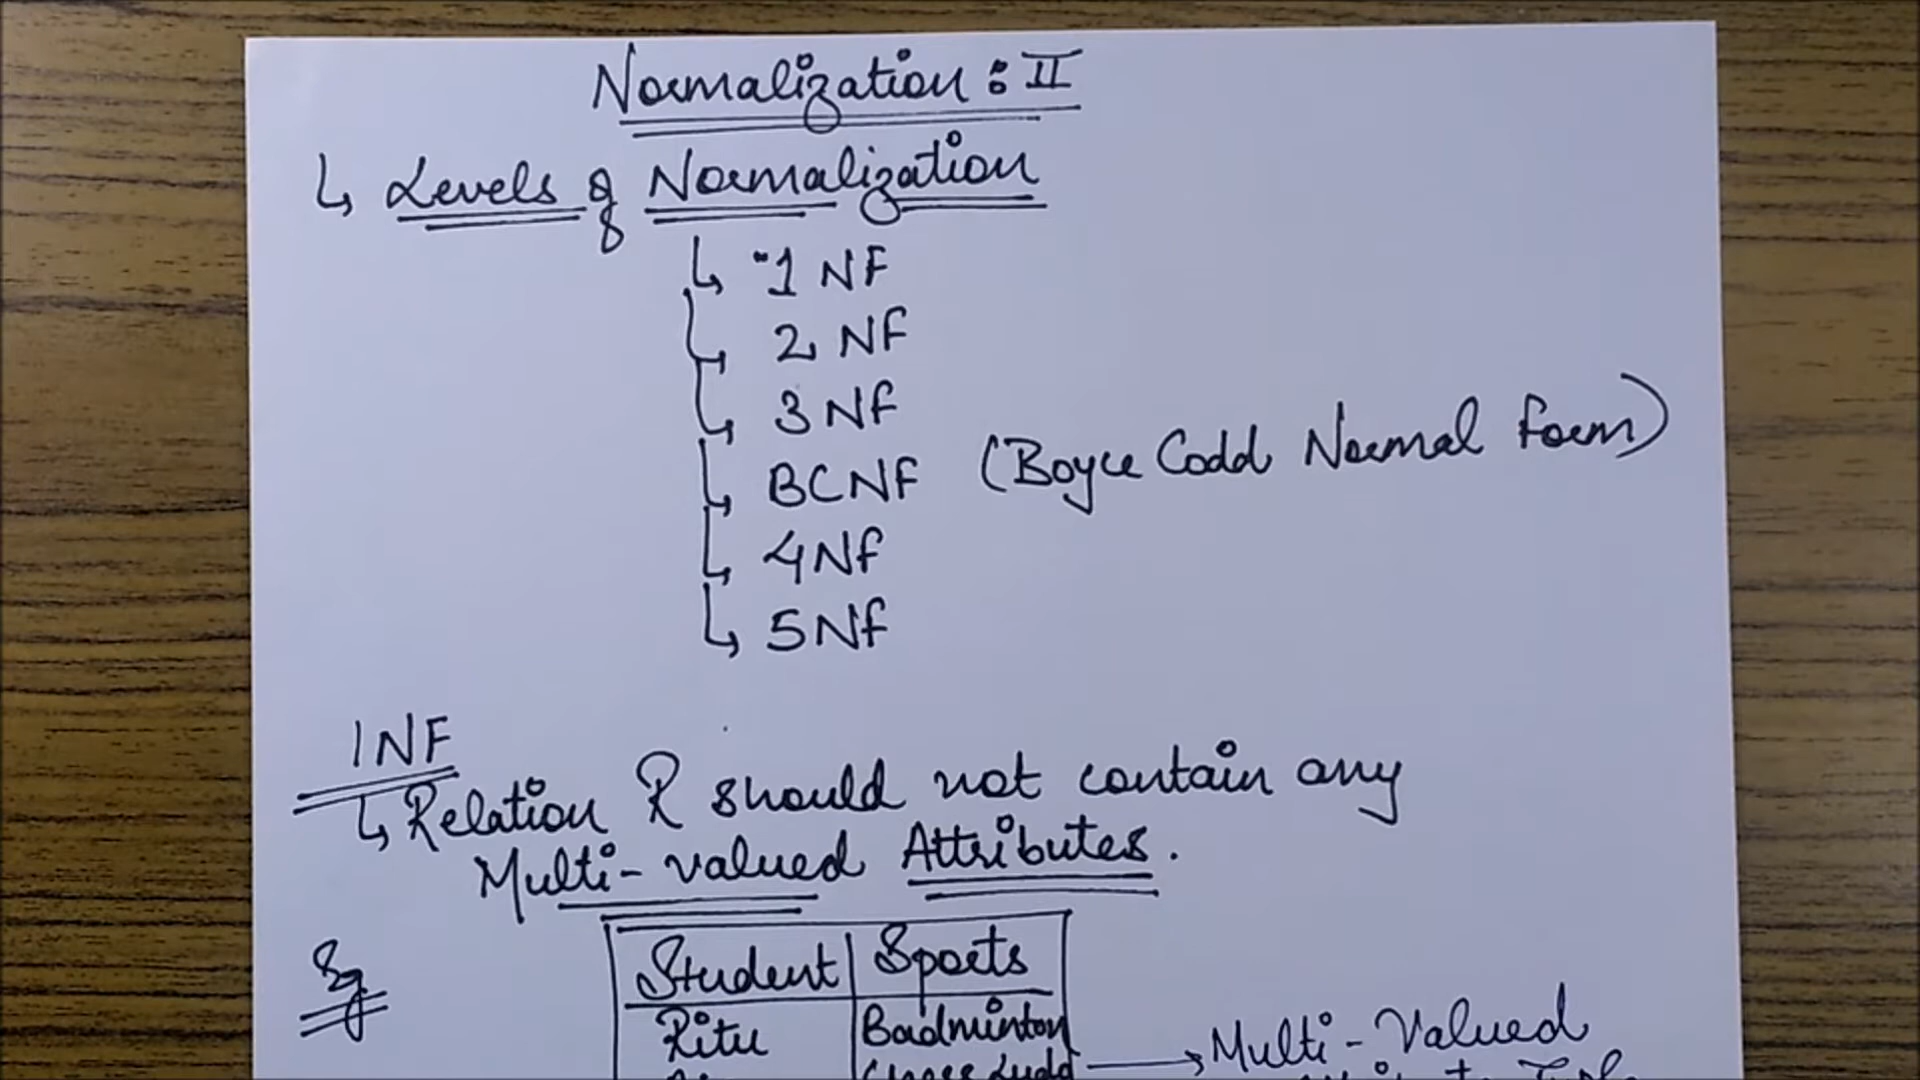 Normalization : II
↳ Levels of Normalization
↳ 1 NF
↳ 2 NF
↳ 3 NF
↳ BCNF (Boyce Codd Normal Form)
↳ 4NF
↳ 5NF
1NF
↳ Relation R should not contain any
Multi-valued Attributes.
Eg
Student | Sports
Ritu | Badminton
→ Multi-Valued